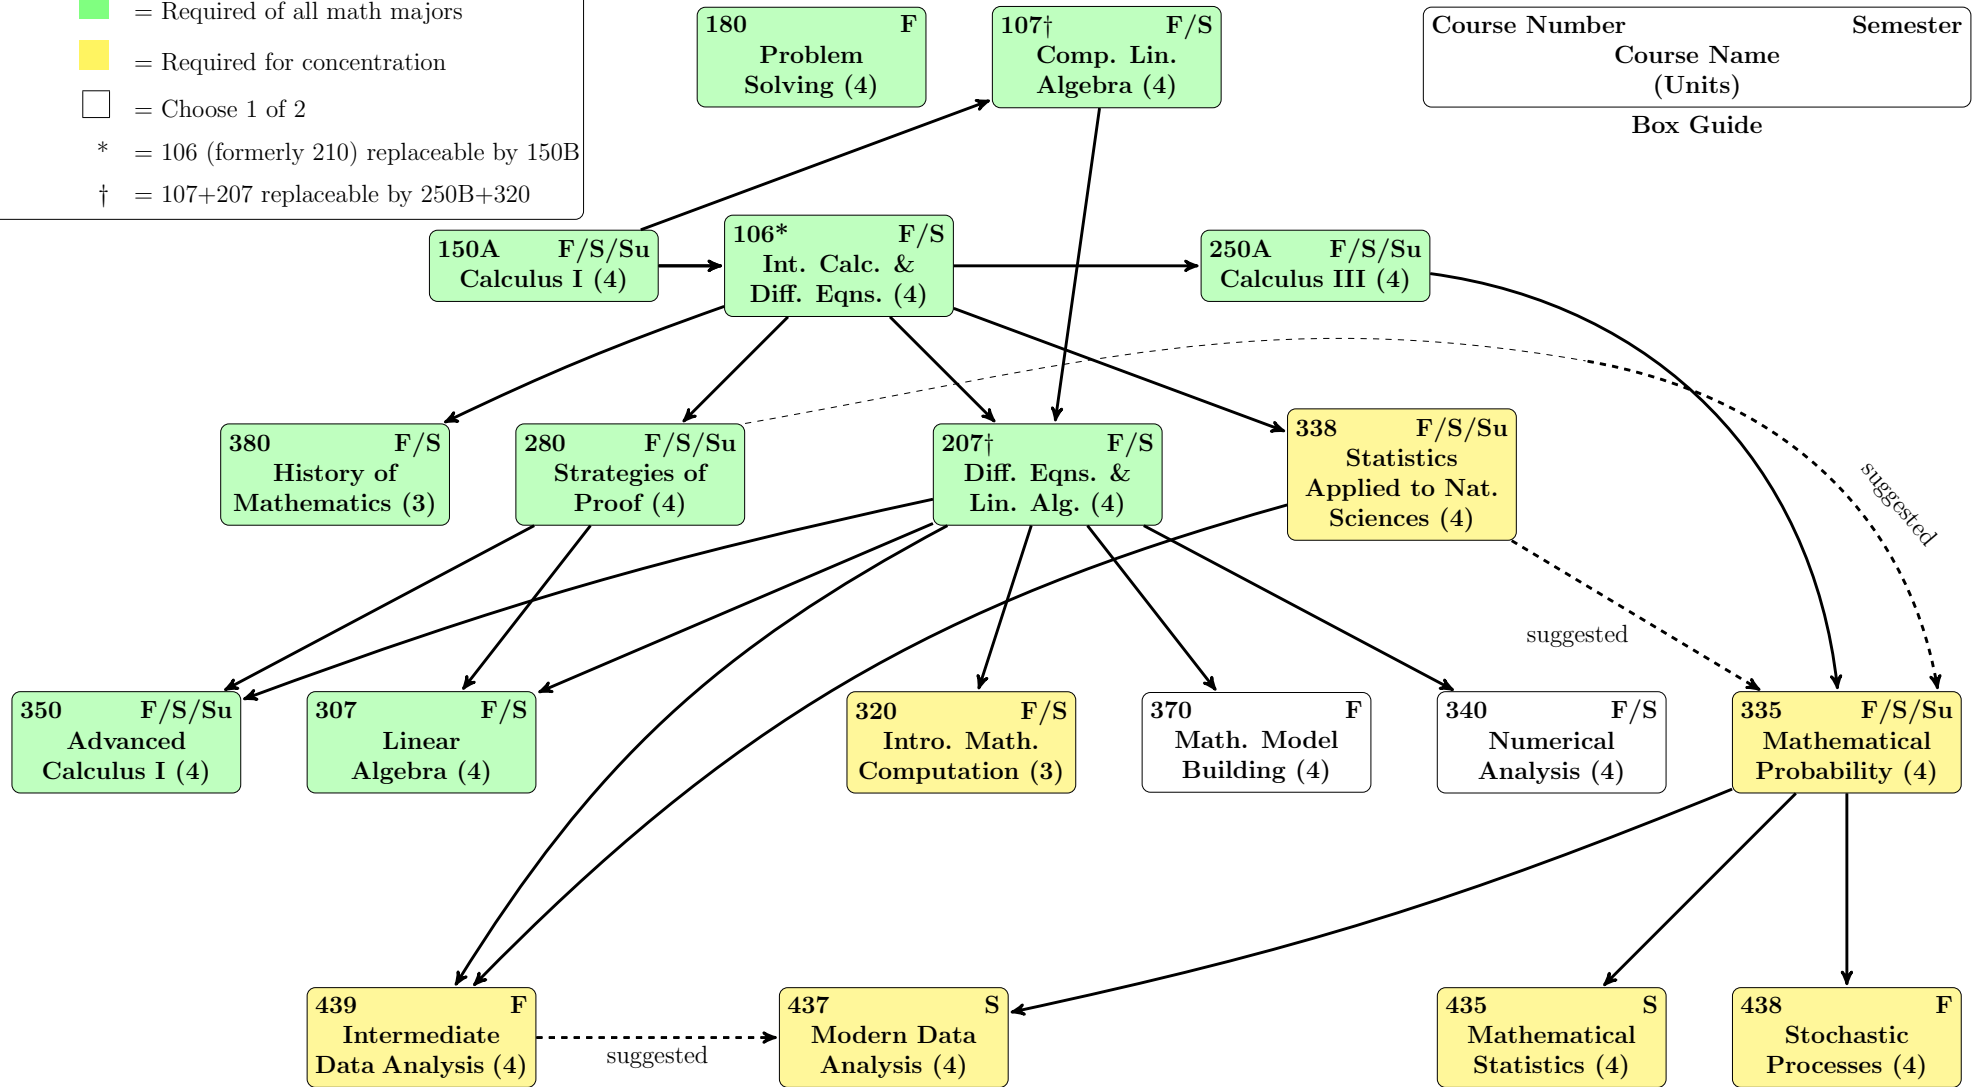 = Required of all math majors
= Required for concentration
= Choose 1 of 2
* = 106 (formerly 210) replaceable by 150B
† = 107+207 replaceable by 250B+320
180 F
Problem
Solving (4)
107† F/S
Comp. Lin.
Algebra (4)
Course Number Semester
Course Name
(Units)
Box Guide
150A F/S/Su
Calculus I (4)
106* F/S
Int. Calc. &
Diff. Eqns. (4)
250A F/S/Su
Calculus III (4)
380 F/S
History of
Mathematics (3)
280 F/S/Su
Strategies of
Proof (4)
207† F/S
Diff. Eqns. &
Lin. Alg. (4)
338 F/S/Su
Statistics
Applied to Nat.
Sciences (4)
suggested
suggested
350 F/S/Su
Advanced
Calculus I (4)
307 F/S
Linear
Algebra (4)
320 F/S
Intro. Math.
Computation (3)
370 F
Math. Model
Building (4)
340 F/S
Numerical
Analysis (4)
335 F/S/Su
Mathematical
Probability (4)
439 F
Intermediate
Data Analysis (4)
suggested
437 S
Modern Data
Analysis (4)
435 S
Mathematical
Statistics (4)
438 F
Stochastic
Processes (4)